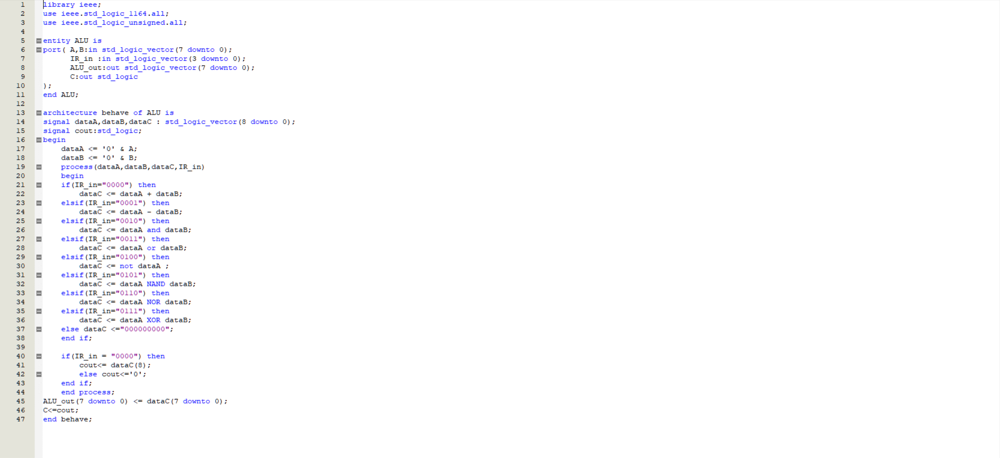 1 library ieee;
2 use ieee.std_logic_1164.all;
3 use ieee.std_logic_unsigned.all;
4
5 entity ALU is
6 port( A,B:in std_logic_vector(7 downto 0);
7 IR_in :in std_logic_vector(3 downto 0);
8 ALU_out:out std_logic_vector(7 downto 0);
9 C:out std_logic
10 );
11 end ALU;
12
13 architecture behave of ALU is
14 signal dataA,dataB,dataC : std_logic_vector(8 downto 0);
15 signal cout:std_logic;
16 begin
17 dataA <= '0' & A;
18 dataB <= '0' & B;
19 process(dataA,dataB,dataC,IR_in)
20 begin
21 if(IR_in="0000") then
22 dataC <= dataA + dataB;
23 elsif(IR_in="0001") then
24 dataC <= dataA - dataB;
25 elsif(IR_in="0010") then
26 dataC <= dataA and dataB;
27 elsif(IR_in="0011") then
28 dataC <= dataA or dataB;
29 elsif(IR_in="0100") then
30 dataC <= not dataA ;
31 elsif(IR_in="0101") then
32 dataC <= dataA NAND dataB;
33 elsif(IR_in="0110") then
34 dataC <= dataA NOR dataB;
35 elsif(IR_in="0111") then
36 dataC <= dataA XOR dataB;
37 else dataC <="000000000";
38 end if;
39
40 if(IR_in = "0000") then
41 cout<= dataC(8);
42 else cout<='0';
43 end if;
44 end process;
45 ALU_out(7 downto 0) <= dataC(7 downto 0);
46 C<=cout;
47 end behave;